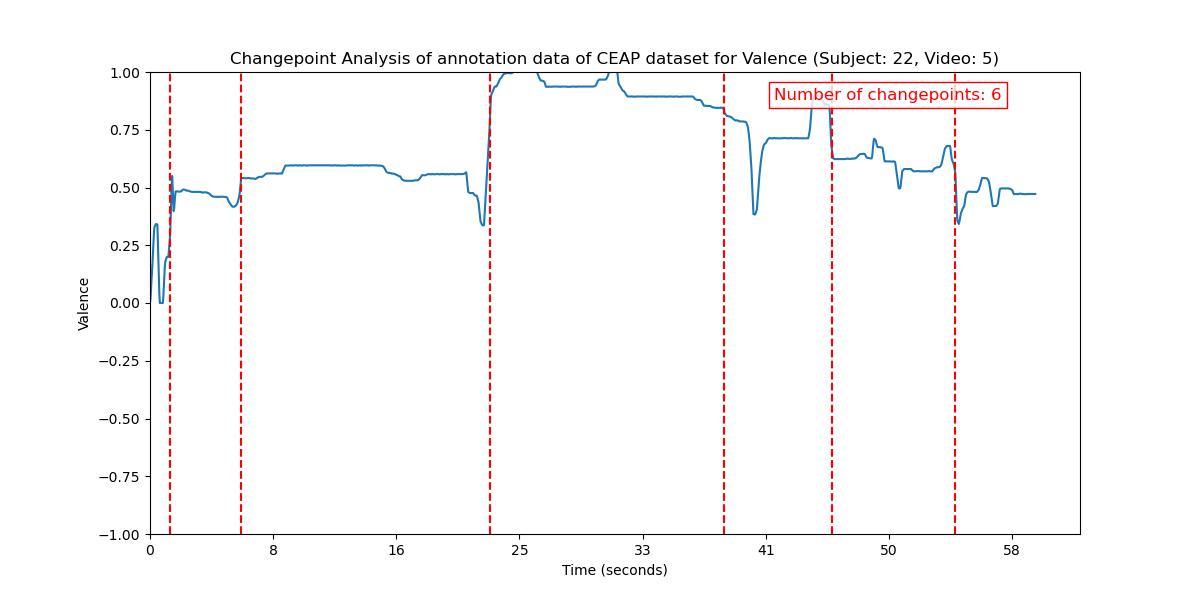 Changepoint Analysis of annotation data of CEAP dataset for Valence (Subject: 22, Video: 5)
Number of changepoints: 6
Valence
1.00
0.75
0.50
0.25
0.00
−0.25
−0.50
−0.75
−1.00
0 8 16 25 33 41 50 58
Time (seconds)